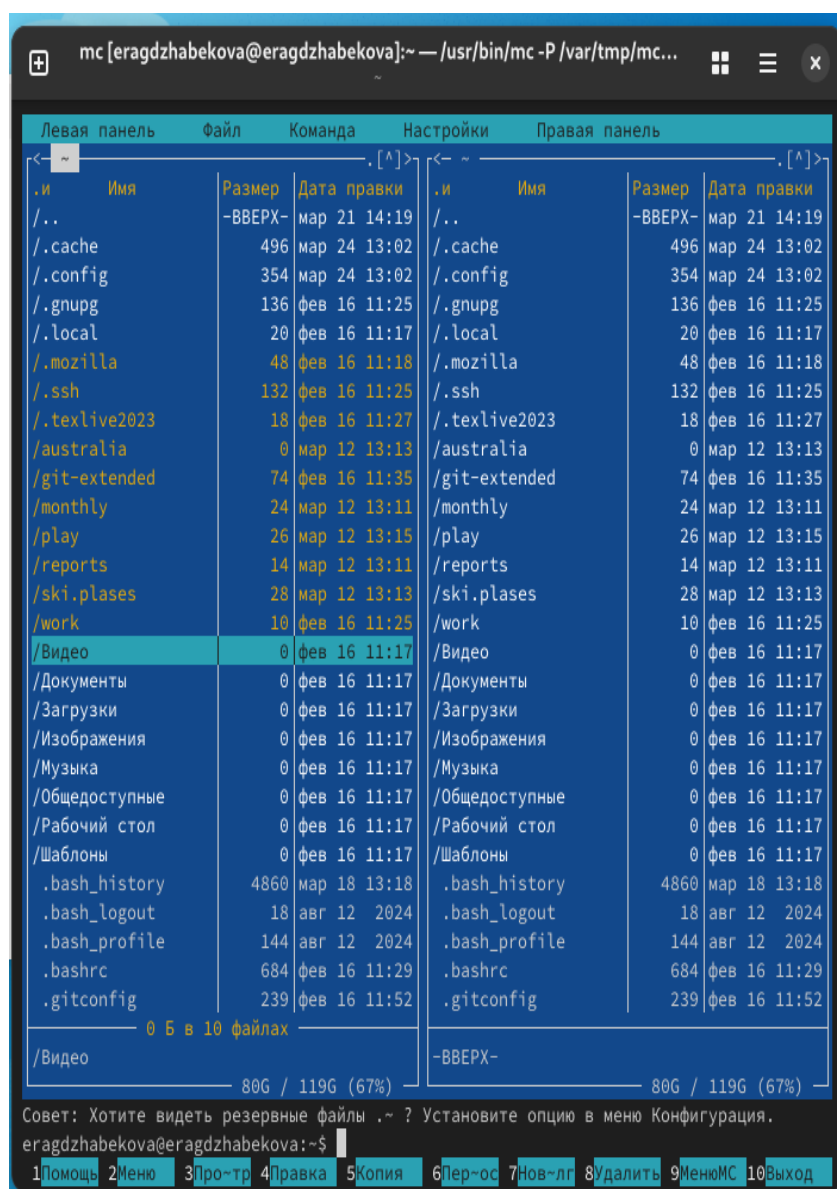 mc [eragdzhabekova@eragdzhabekova]:~ — /usr/bin/mc -P /var/tmp/mc...
~
Левая панель Файл Команда Настройки Правая панель
<— ~ .[^]> <— ~ .[^]>
.и Имя Размер Дата правки .и Имя Размер Дата правки
/.. -ВВЕРХ- мар 21 14:19 /.. -ВВЕРХ- мар 21 14:19
/.cache 496 мар 24 13:02 /.cache 496 мар 24 13:02
/.config 354 мар 24 13:02 /.config 354 мар 24 13:02
/.gnupg 136 фев 16 11:25 /.gnupg 136 фев 16 11:25
/.local 20 фев 16 11:17 /.local 20 фев 16 11:17
/.mozilla 48 фев 16 11:18 /.mozilla 48 фев 16 11:18
/.ssh 132 фев 16 11:25 /.ssh 132 фев 16 11:25
/.texlive2023 18 фев 16 11:27 /.texlive2023 18 фев 16 11:27
/australia 0 мар 12 13:13 /australia 0 мар 12 13:13
/git-extended 74 фев 16 11:35 /git-extended 74 фев 16 11:35
/monthly 24 мар 12 13:11 /monthly 24 мар 12 13:11
/play 26 мар 12 13:15 /play 26 мар 12 13:15
/reports 14 мар 12 13:11 /reports 14 мар 12 13:11
/ski.plases 28 мар 12 13:13 /ski.plases 28 мар 12 13:13
/work 10 фев 16 11:25 /work 10 фев 16 11:25
/Видео 0 фев 16 11:17 /Видео 0 фев 16 11:17
/Документы 0 фев 16 11:17 /Документы 0 фев 16 11:17
/Загрузки 0 фев 16 11:17 /Загрузки 0 фев 16 11:17
/Изображения 0 фев 16 11:17 /Изображения 0 фев 16 11:17
/Музыка 0 фев 16 11:17 /Музыка 0 фев 16 11:17
/Общедоступные 0 фев 16 11:17 /Общедоступные 0 фев 16 11:17
/Рабочий стол 0 фев 16 11:17 /Рабочий стол 0 фев 16 11:17
/Шаблоны 0 фев 16 11:17 /Шаблоны 0 фев 16 11:17
.bash_history 4860 мар 18 13:18 .bash_history 4860 мар 18 13:18
.bash_logout 18 авг 12 2024 .bash_logout 18 авг 12 2024
.bash_profile 144 авг 12 2024 .bash_profile 144 авг 12 2024
.bashrc 684 фев 16 11:29 .bashrc 684 фев 16 11:29
.gitconfig 239 фев 16 11:52 .gitconfig 239 фев 16 11:52
0 Б в 10 файлах
/Видео -ВВЕРХ-
80G / 119G (67%) 80G / 119G (67%)
Совет: Хотите видеть резервные файлы .~ ? Установите опцию в меню Конфигурация.
eragdzhabekova@eragdzhabekova:~$
1Помощь 2Меню 3Про~тр 4Правка 5Копия 6Пер~ос 7Нов~лг 8Удалить 9МенюМС 10Выход